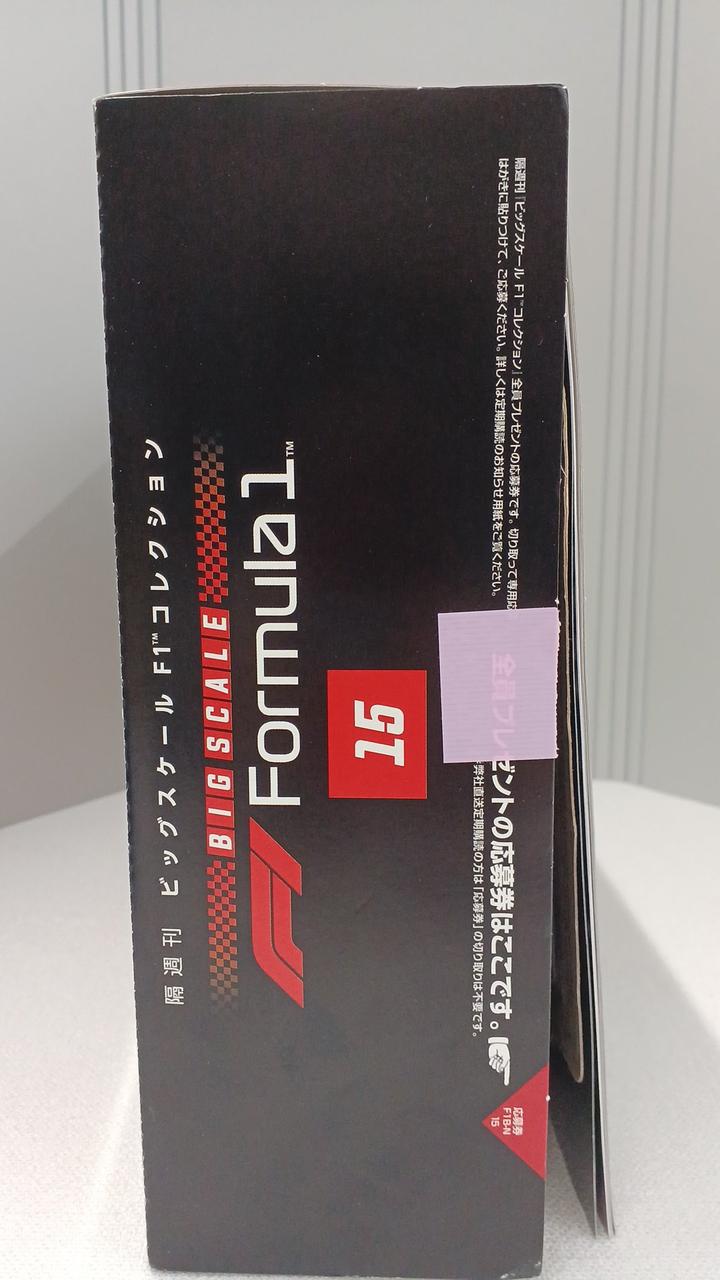 隔週刊 ビッグスケール F1™コレクション
BIG SCALE
F1 Formula 1™
15
隔週刊「ビッグスケール F1™コレクション」全員プレゼントの応募券です。切り取って専用応
はがきに貼りつけて、ご応募ください。詳しくは定期購読のお知らせ用紙をご覧ください。
全員プレゼントの応募券はここです。
弊社直送定期購読の方は「応募券」の切り取りは不要です。
応募券
F1B-N
15